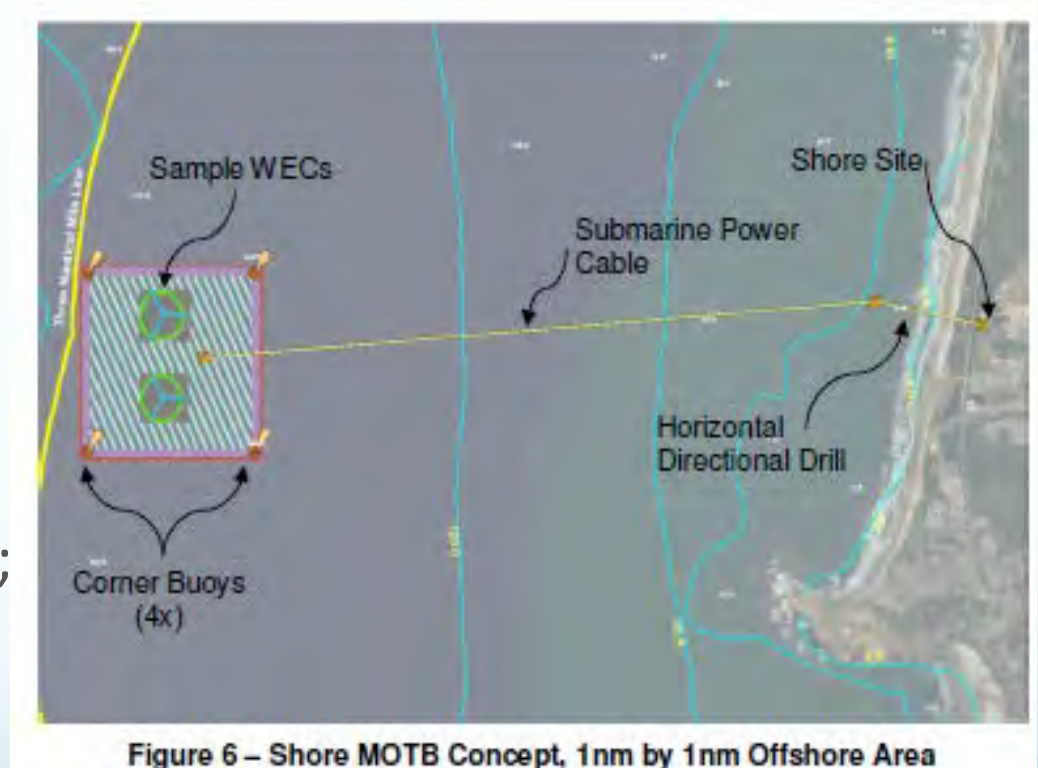 Sample WECs
Shore Site
Submarine Power
Cable
Three Nautical Mile Line
Horizontal
Directional Drill
;
Corner Buoys
(4x)
Figure 6 – Shore MOTB Concept, 1nm by 1nm Offshore Area